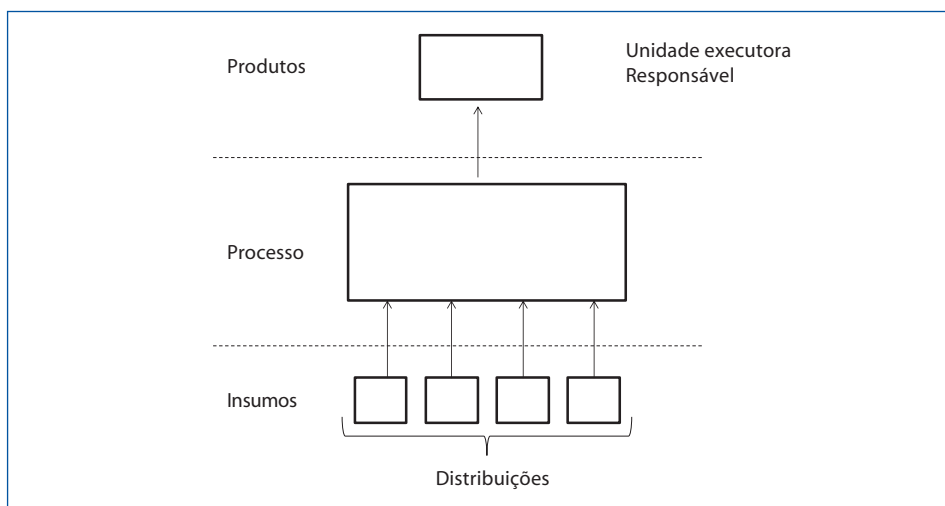 Produtos
Unidade executora
Responsável
Processo
Insumos
Distribuições